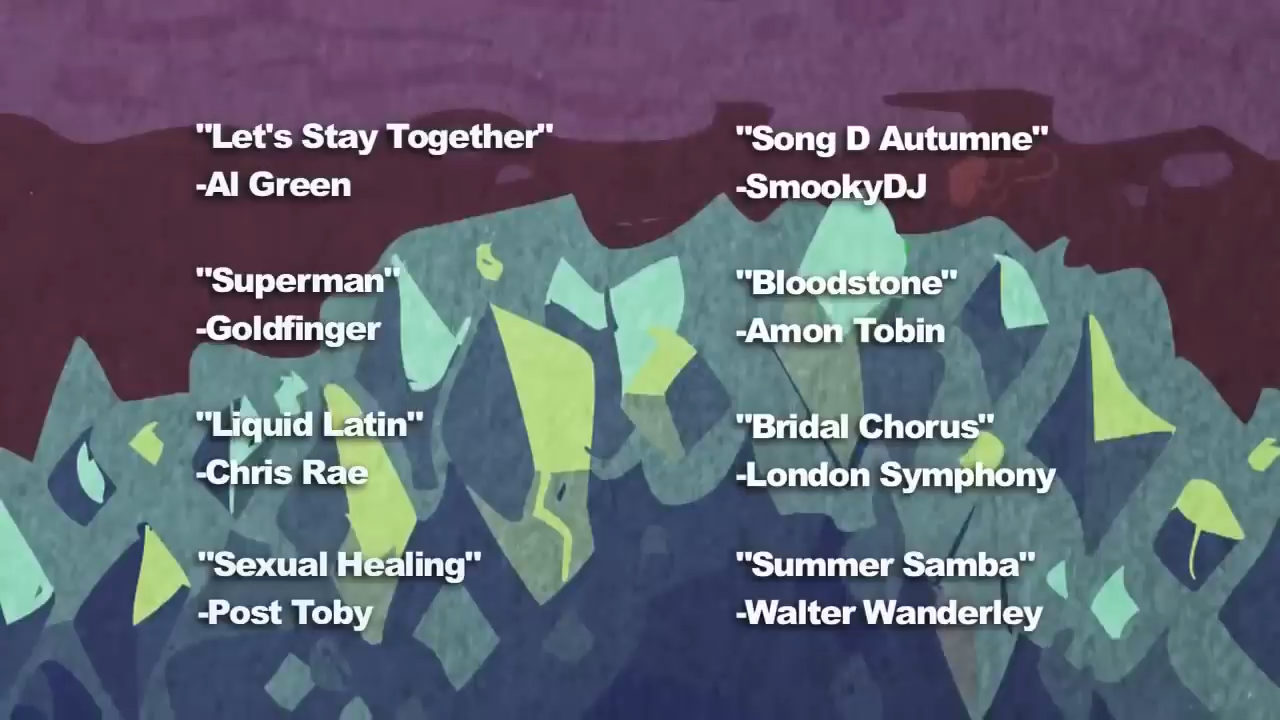 "Let's Stay Together"
-Al Green
"Superman"
-Goldfinger
"Liquid Latin"
-Chris Rae
"Sexual Healing"
-Post Toby
"Song D Autumne"
-SmookyDJ
"Bloodstone"
-Amon Tobin
"Bridal Chorus"
-London Symphony
"Summer Samba"
-Walter Wanderley